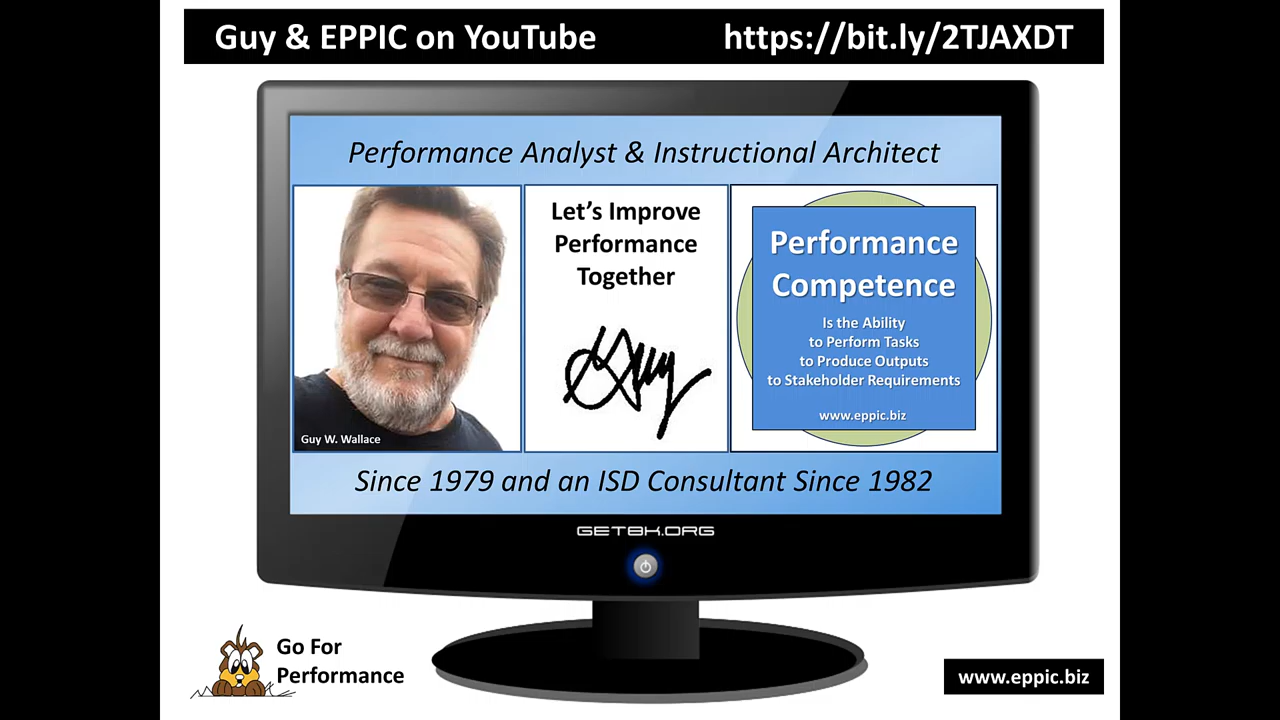 Guy & EPPIC on YouTube
https://bit.ly/2TJAXDT
Performance Analyst & Instructional Architect
Guy W. Wallace
Let’s Improve
Performance
Together
Guy
Performance
Competence
Is the Ability
to Perform Tasks
to Produce Outputs
to Stakeholder Requirements
www.eppic.biz
Since 1979 and an ISD Consultant Since 1982
GET8K.ORG
Go For
Performance
www.eppic.biz